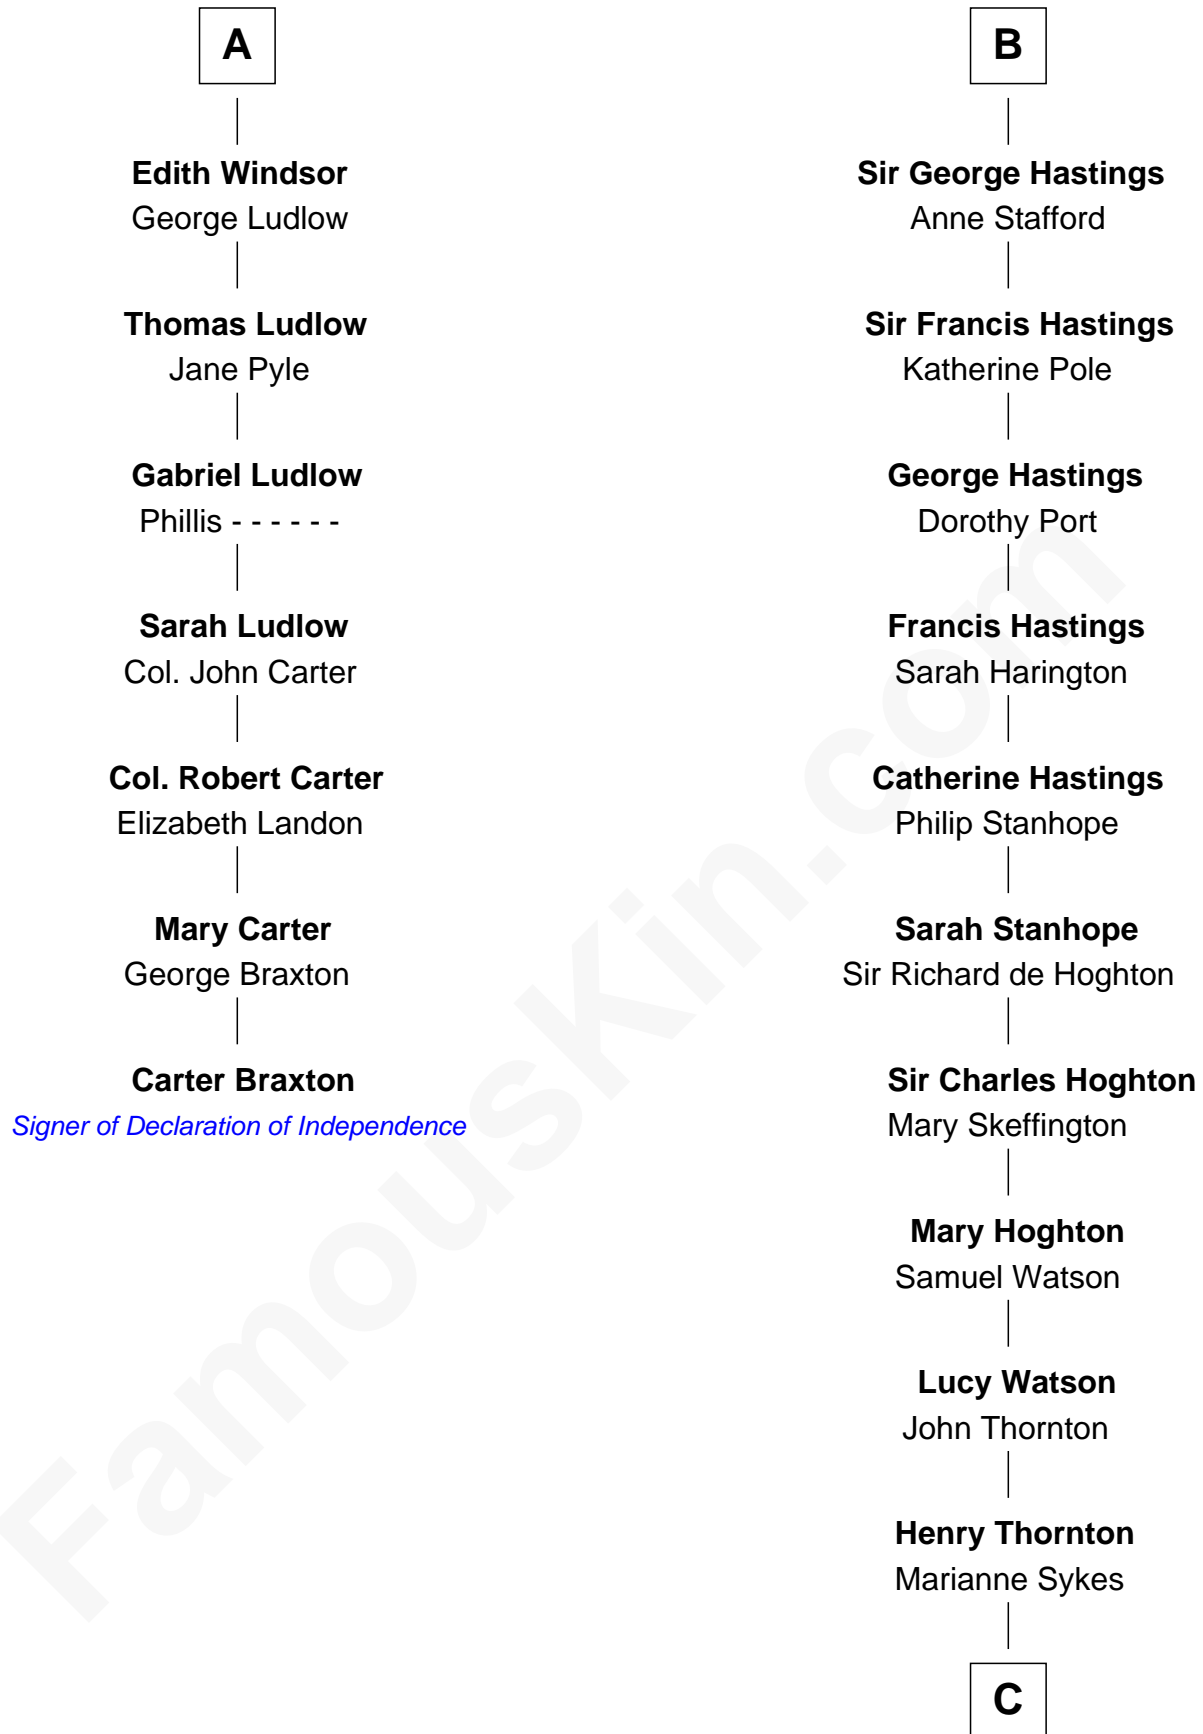 A
Edith Windsor
George Ludlow
Thomas Ludlow
Jane Pyle
Gabriel Ludlow
Phillis - - - - - -
Sarah Ludlow
Col. John Carter
Col. Robert Carter
Elizabeth Landon
Mary Carter
George Braxton
Carter Braxton
Signer of Declaration of Independence
B
Sir George Hastings
Anne Stafford
Sir Francis Hastings
Katherine Pole
George Hastings
Dorothy Port
Francis Hastings
Sarah Harington
Catherine Hastings
Philip Stanhope
Sarah Stanhope
Sir Richard de Hoghton
Sir Charles Hoghton
Mary Skeffington
Mary Hoghton
Samuel Watson
Lucy Watson
John Thornton
Henry Thornton
Marianne Sykes
C
FamousKin.com